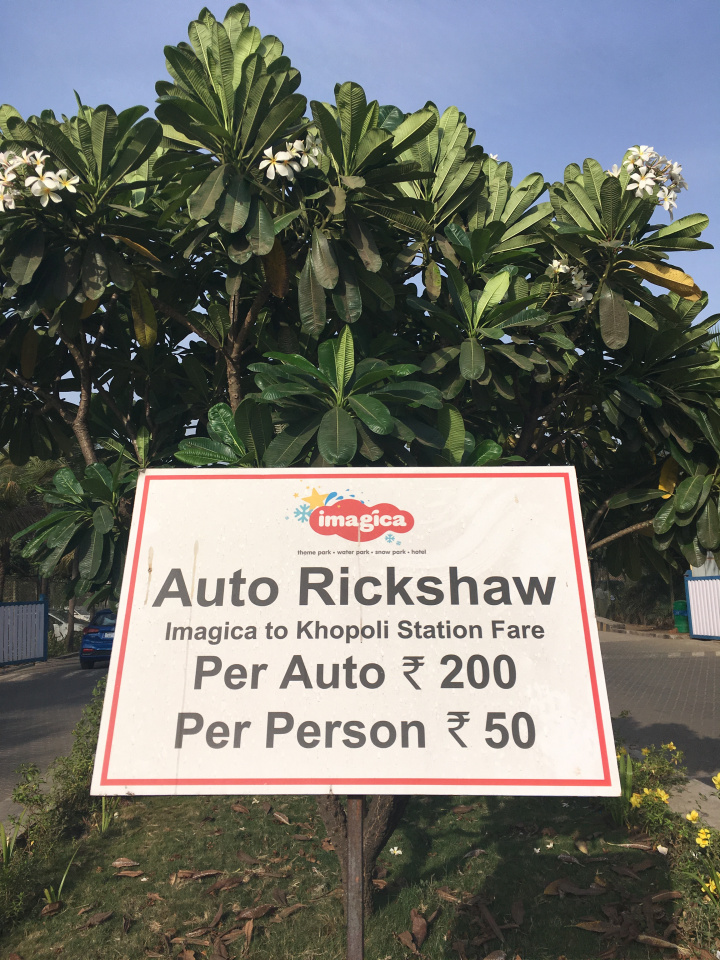 imagica
theme park • water park • snow park • hotel
Auto Rickshaw
Imagica to Khopoli Station Fare
Per Auto ₹ 200
Per Person ₹ 50